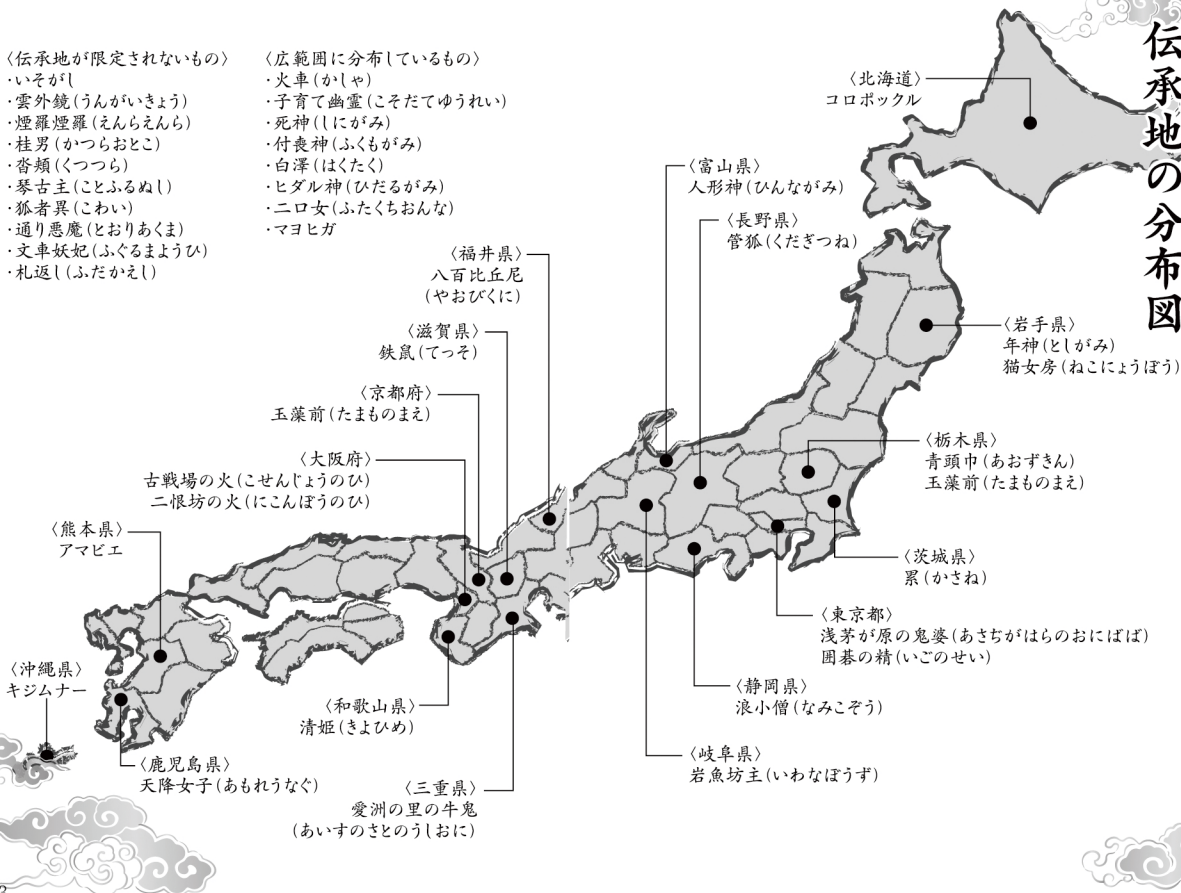 伝承地の分布図
〈伝承地が限定されないもの〉
・いそがし
・雲外鏡(うんがいきょう)
・煙羅煙羅(えんらえんら)
・桂男(かつらおとこ)
・沓頰(くつつら)
・琴古主(ことふるぬし)
・狐者異(こわい)
・通り悪魔(とおりあくま)
・文車妖妃(ふぐるまようひ)
・札返し(ふだかえし)
〈広範囲に分布しているもの〉
・火車(かしゃ)
・子育て幽霊(こそだてゆうれい)
・死神(しにがみ)
・付喪神(ふくもがみ)
・白澤(はくたく)
・ヒダル神(ひだるがみ)
・二口女(ふたくちおんな)
・マヨヒガ
〈北海道〉
コロポックル
〈富山県〉
人形神(ひんながみ)
〈長野県〉
管狐(くだぎつね)
〈福井県〉
八百比丘尼
(やおびくに)
〈滋賀県〉
鉄鼠(てっそ)
〈京都府〉
玉藻前(たまものまえ)
〈大阪府〉
古戦場の火(こせんじょうのひ)
二恨坊の火(にこんぼうのひ)
〈熊本県〉
アマビエ
〈沖縄県〉
キジムナー
〈鹿児島県〉
天降女子(あもれうなぐ)
〈和歌山県〉
清姫(きよひめ)
〈三重県〉
愛洲の里の牛鬼
(あいすのさとのうしおに)
〈岩手県〉
年神(としがみ)
猫女房(ねこにょうぼう)
〈栃木県〉
青頭巾(あおずきん)
玉藻前(たまものまえ)
〈茨城県〉
累(かさね)
〈東京都〉
浅茅が原の鬼婆(あさぢがはらのおにばば)
囲碁の精(いごのせい)
〈静岡県〉
浪小僧(なみこぞう)
〈岐阜県〉
岩魚坊主(いわなぼうず)